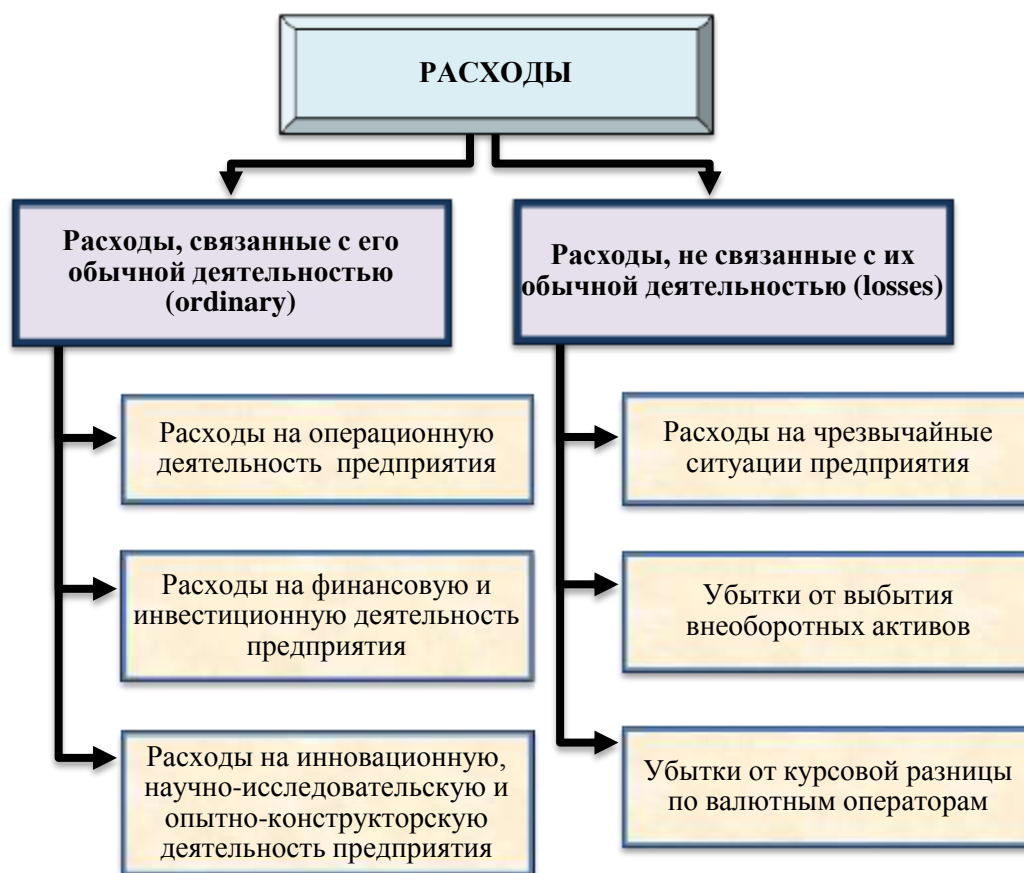 РАСХОДЫ
Расходы, связанные с его
обычной деятельностью
(ordinary)
Расходы на операционную
деятельность предприятия
Расходы на финансовую и
инвестиционную деятельность
предприятия
Расходы на инновационную,
научно-исследовательскую и
опытно-конструкторскую
деятельность предприятия
Расходы, не связанные с их
обычной деятельностью (losses)
Расходы на чрезвычайные
ситуации предприятия
Убытки от выбытия
внеоборотных активов
Убытки от курсовой разницы
по валютным операторам